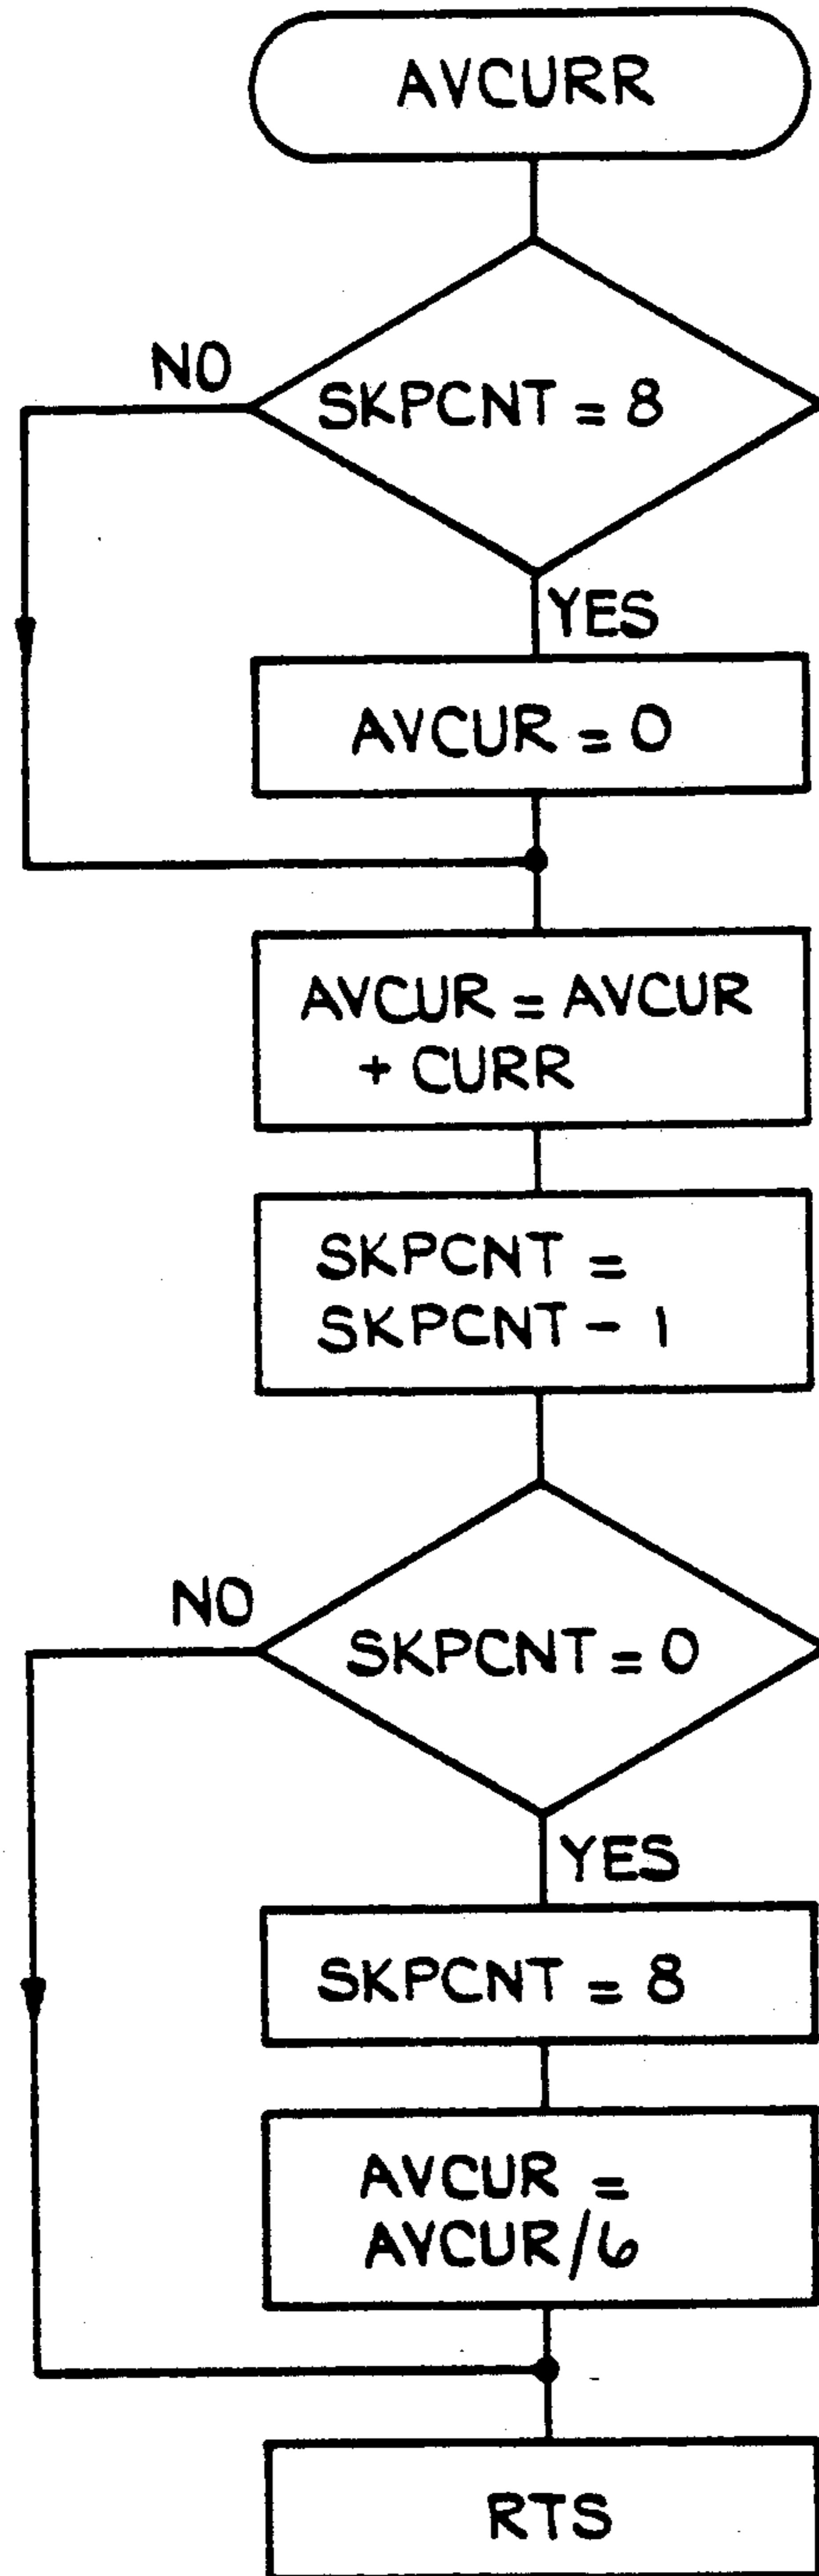 AVCURR
NO
SKPCNT = 8
YES
AVCUR = 0
AVCUR = AVCUR
+ CURR
SKPCNT =
SKPCNT - 1
NO
SKPCNT = 0
YES
SKPCNT = 8
AVCUR =
AVCUR/6
RTS